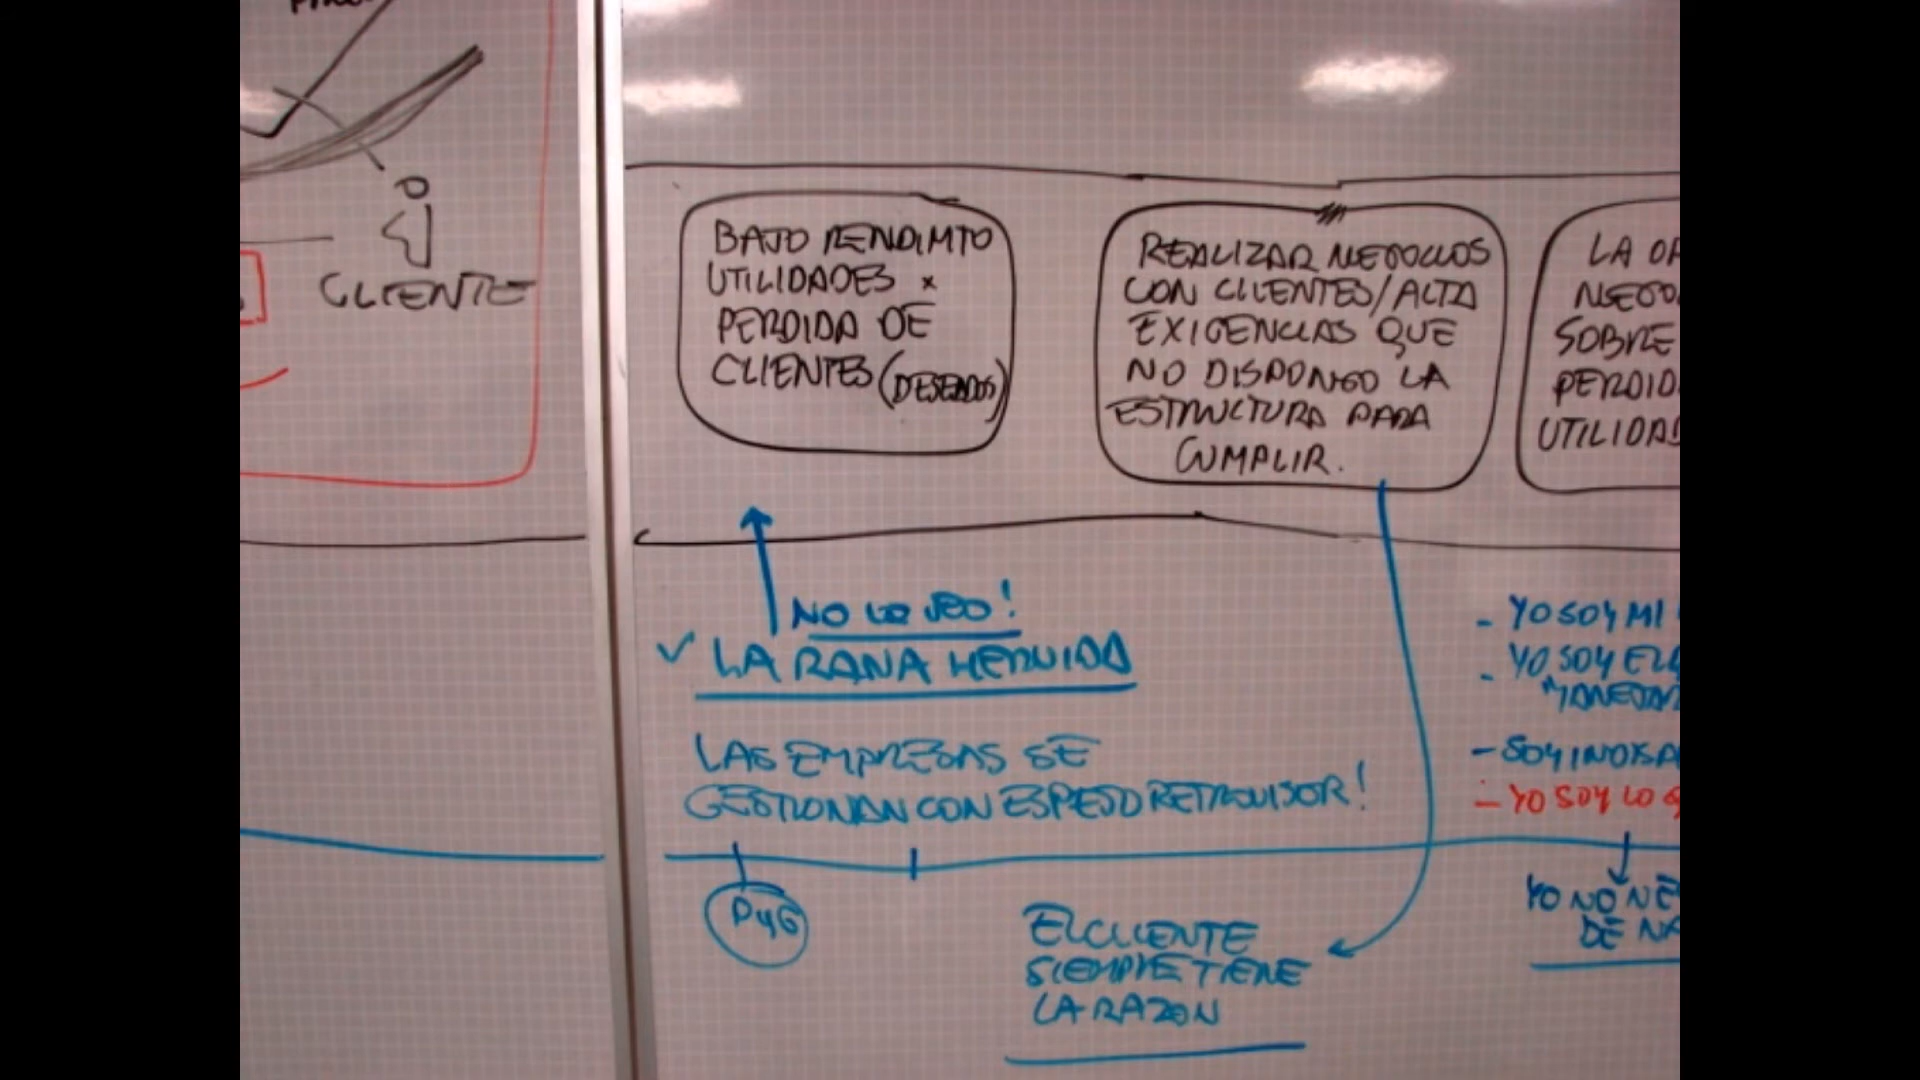 CLIENTE
BAJO RENDIMTO
UTILIDADES x
PERDIDA DE
CLIENTES (DESEADOS)
REALIZAR NEGOCIOS
CON CLIENTES/ALTA
EXIGENCIAS QUE
NO DISPONGO LA
ESTRUCTURA PARA
CUMPLIR.
LA
SOBRE
NO LO VEO!
✓ LA RANA HERVIDA
LAS EMPRESAS SE
GESTIONAN CON ESPEJO RETROVISOR!
PyG
EL CLIENTE
SIEMPRE TIENE
LA RAZON
- YO SOY MI
- YO SOY EL
- SOY
- YO SOY LO
YO NO
DE